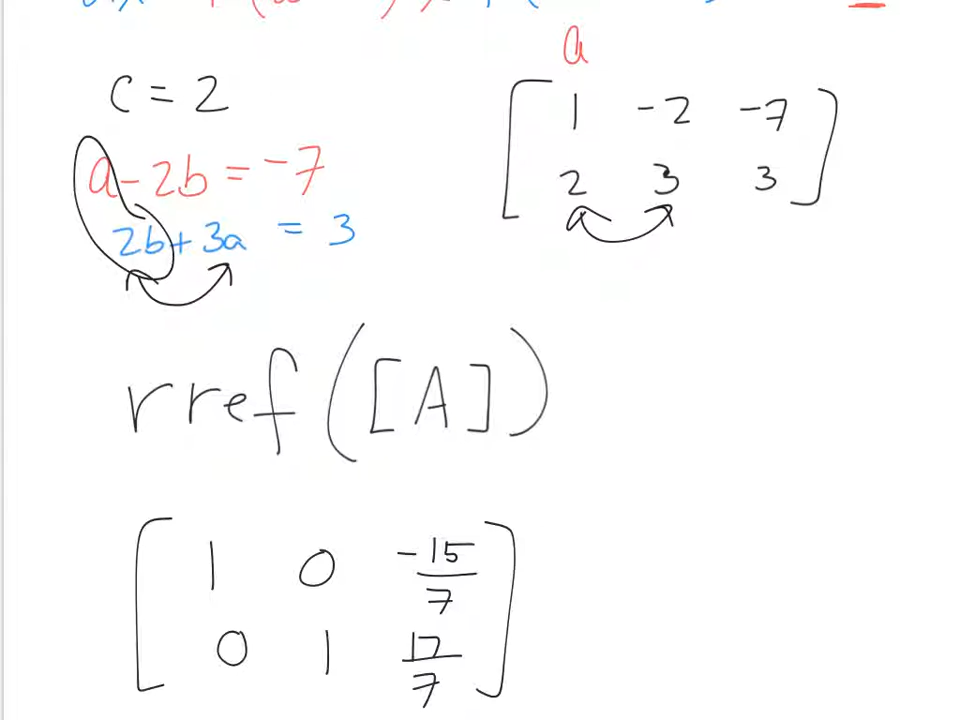 a
c = 2
[ 1 -2 -7 ]
a - 2b = -7
[ 2 3 3 ]
a
2b + 3a = 3
rref([A])
[ 1 0 -15/7 ]
[ 0 1 17/7 ]